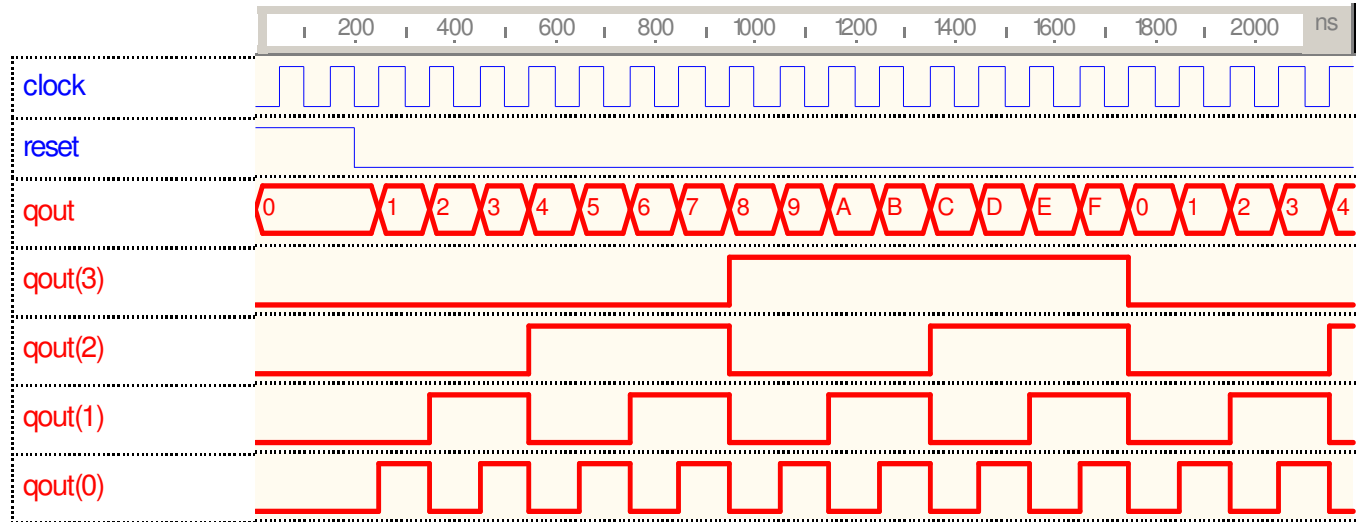 200 400 600 800 1000 1200 1400 1600 1800 2000 ns
clock
reset
qout 0 1 2 3 4 5 6 7 8 9 A B C D E F 0 1 2 3 4
qout(3)
qout(2)
qout(1)
qout(0)